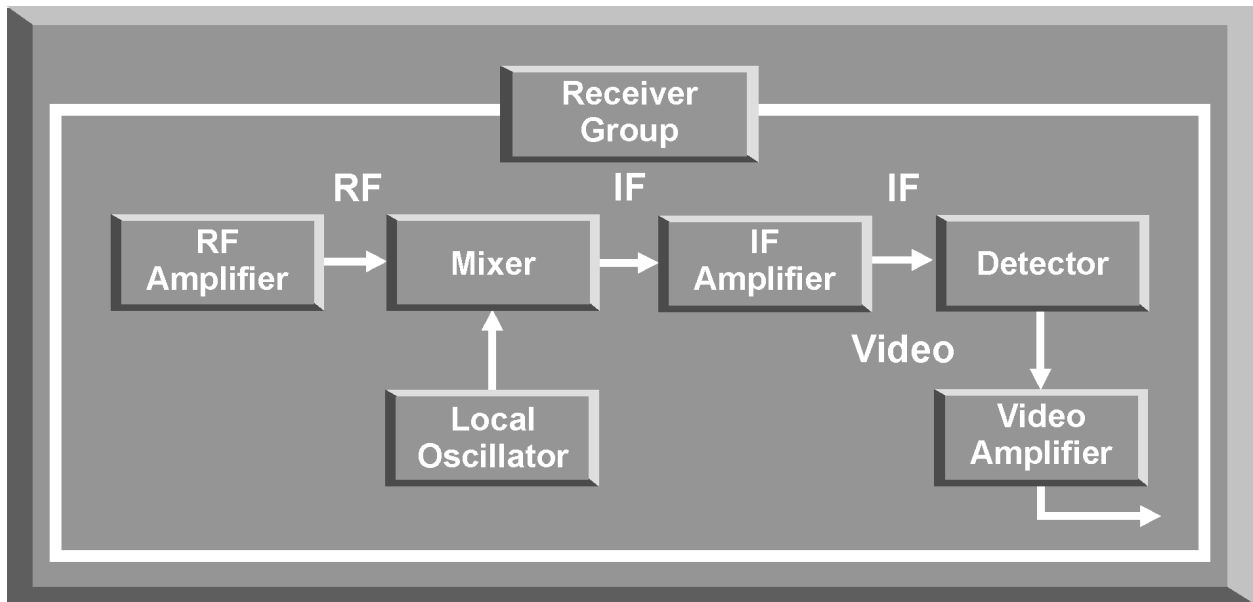 Receiver
Group
RF
IF
IF
RF
Amplifier
Mixer
IF
Amplifier
Detector
Video
Local
Oscillator
Video
Amplifier